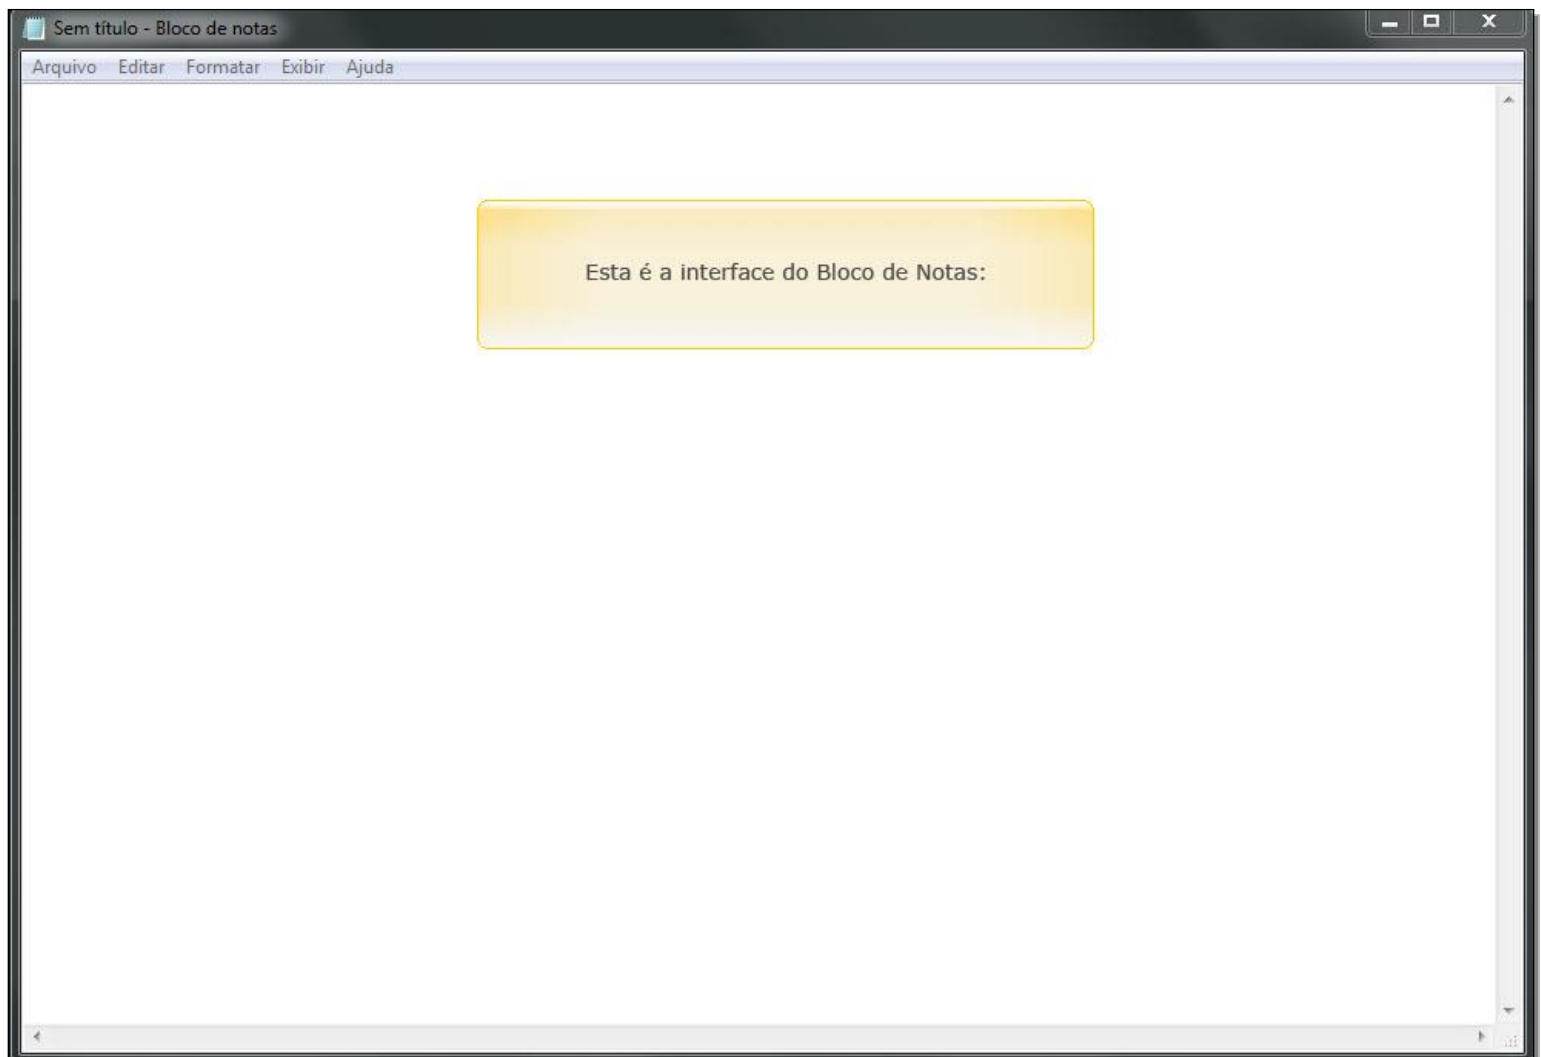 Sem título - Bloco de notas
Arquivo Editar Formatar Exibir Ajuda
Esta é a interface do Bloco de Notas: